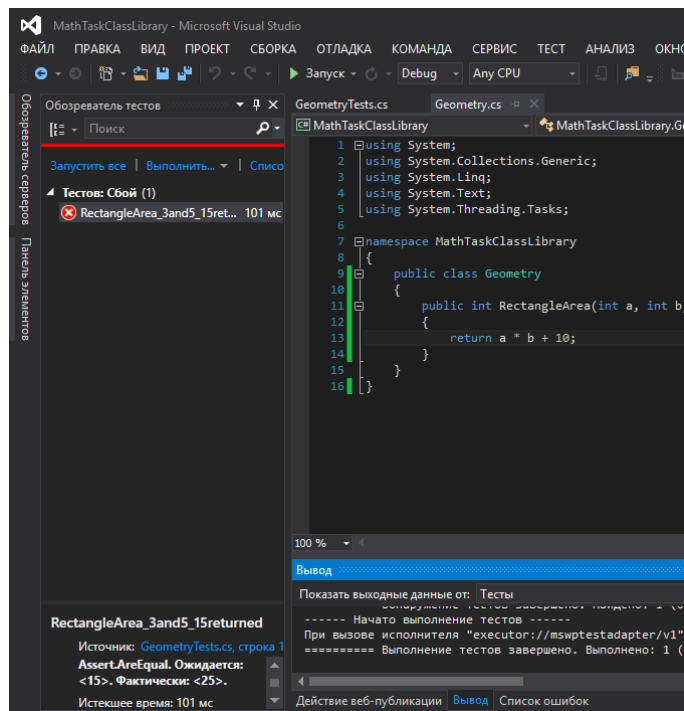 MathTaskClassLibrary - Microsoft Visual Studio
ФАЙЛ ПРАВКА ВИД ПРОЕКТ СБОРКА ОТЛАДКА КОМАНДА СЕРВИС ТЕСТ АНАЛИЗ ОКНО
Запуск Debug Any CPU
Обозреватель серверов
Панель элементов
Обозреватель тестов
Поиск
Запустить все | Выполнить... | Списо
Тестов: Сбой (1)
RectangleArea_3and5_15ret... 101 мс
RectangleArea_3and5_15returned
Источник: GeometryTests.cs, строка 1
Assert.AreEqual. Ожидается:
<15>. Фактически: <25>.
Истекшее время: 101 мс
GeometryTests.cs Geometry.cs
MathTaskClassLibrary MathTaskClassLibrary.Ge
1 using System;
2 using System.Collections.Generic;
3 using System.Linq;
4 using System.Text;
5 using System.Threading.Tasks;
6
7 namespace MathTaskClassLibrary
8 {
9 public class Geometry
10 {
11 public int RectangleArea(int a, int b
12 {
13 return a * b + 10;
14 }
15 }
16 }
100 %
Вывод
Показать выходные данные от: Тесты
------ Начато выполнение тестов ------
При вызове исполнителя "executor://mswptestadapter/v1"
========== Выполнение тестов завершено. Выполнено: 1 (
Действие веб-публикации Вывод Список ошибок